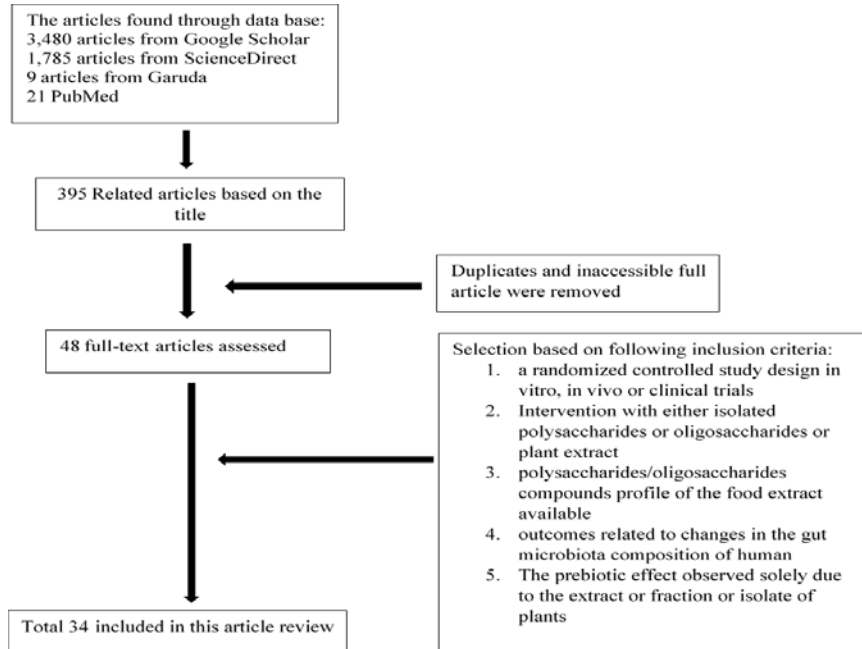 The articles found through data base:
3,480 articles from Google Scholar
1,785 articles from ScienceDirect
9 articles from Garuda
21 PubMed
395 Related articles based on the
title
Duplicates and inaccessible full
article were removed
48 full-text articles assessed
Selection based on following inclusion criteria:
1. a randomized controlled study design in
vitro, in vivo or clinical trials
2. Intervention with either isolated
polysaccharides or oligosaccharides or
plant extract
3. polysaccharides/oligosaccharides
compounds profile of the food extract
available
4. outcomes related to changes in the gut
microbiota composition of human
5. The prebiotic effect observed solely due
to the extract or fraction or isolate of
plants
Total 34 included in this article review